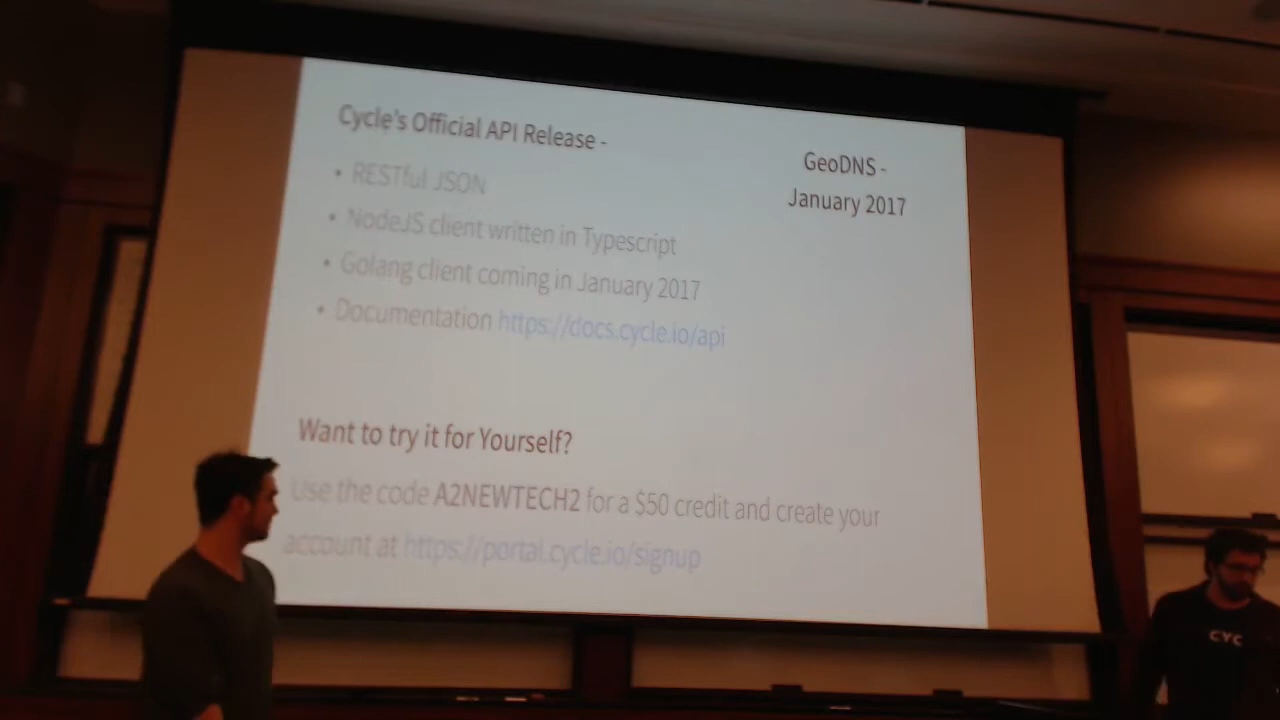 Cycle's Official API Release -
• RESTful JSON
• NodeJS client written in Typescript
• Golang client coming in January 2017
• Documentation https://docs.cycle.io/api
GeoDNS -
January 2017
Want to try it for Yourself?
Use the code A2NEWTECH2 for a $50 credit and create your
account at https://portal.cycle.io/signup
CYC